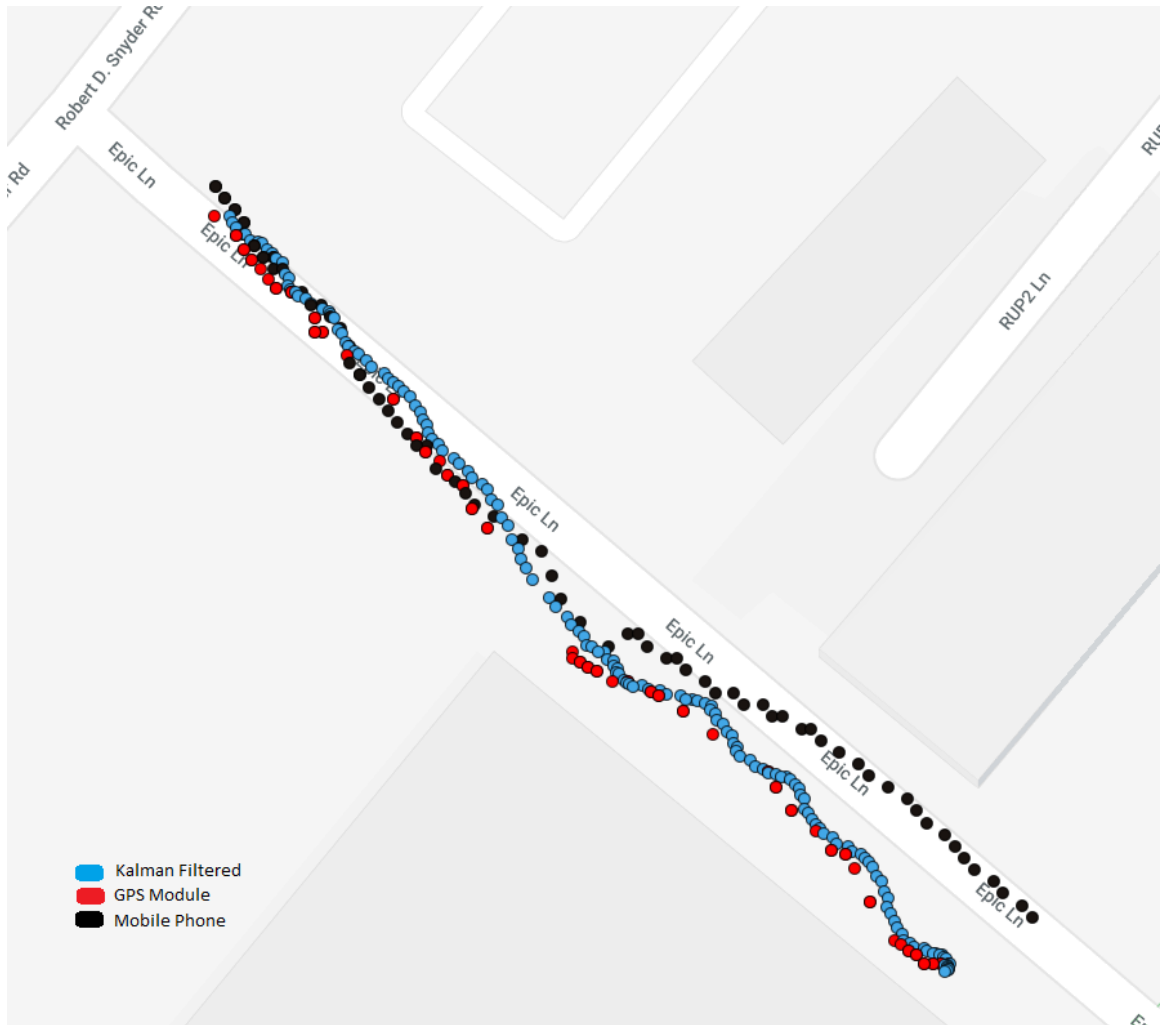 Robert D. Snyder R
r Rd
Epic Ln
Epic Ln
RUP2 Ln
RU
Epic Ln
Epic Ln
Epic Ln
Epic Ln
Kalman Filtered
GPS Module
Mobile Phone